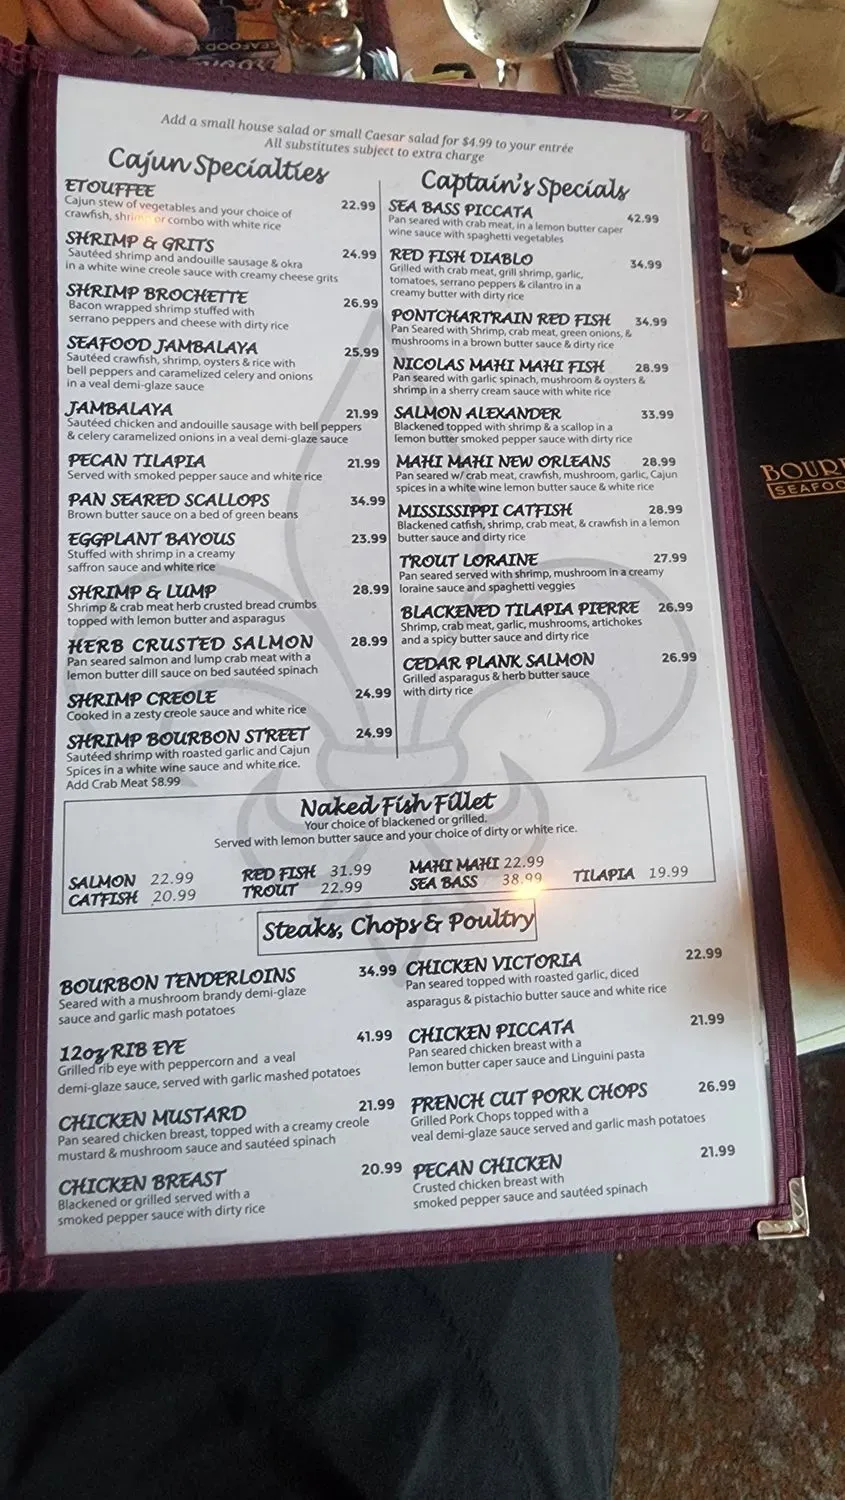 Add a small house salad or small Caesar salad for $4.99 to your entrée
All substitutes subject to extra charge
Cajun Specialties
ETOUFFEE 22.99
Cajun stew of vegetables and your choice of
crawfish, shrimp or combo with white rice
SHRIMP & GRITS 24.99
Sautéed shrimp and andouille sausage & okra
in a white wine creole sauce with creamy cheese grits
SHRIMP BROCHETTE 26.99
Bacon wrapped shrimp stuffed with
serrano peppers and cheese with dirty rice
SEAFOOD JAMBALAYA 25.99
Sautéed crawfish, shrimp, oysters & rice with
bell peppers and caramelized celery and onions
in a veal demi-glaze sauce
JAMBALAYA 21.99
Sautéed chicken and andouille sausage with bell peppers
& celery caramelized onions in a veal demi-glaze sauce
PECAN TILAPIA 21.99
Served with smoked pepper sauce and white rice
PAN SEARED SCALLOPS 34.99
Brown butter sauce on a bed of green beans
EGGPLANT BAYOUS 23.99
Stuffed with shrimp in a creamy
saffron sauce and white rice
SHRIMP & LUMP 28.99
Shrimp & crab meat herb crusted bread crumbs
topped with lemon butter and asparagus
HERB CRUSTED SALMON 28.99
Pan seared salmon and lump crab meat with a
lemon butter dill sauce on bed sautéed spinach
SHRIMP CREOLE 24.99
Cooked in a zesty creole sauce and white rice
SHRIMP BOURBON STREET 24.99
Sautéed shrimp with roasted garlic and Cajun
Spices in a white wine sauce and white rice.
Add Crab Meat $8.99
Captain's Specials
SEA BASS PICCATA 42.99
Pan seared with crab meat, in a lemon butter caper
wine sauce with spaghetti vegetables
RED FISH DIABLO 34.99
Grilled with crab meat, grill shrimp, garlic,
tomatoes, serrano peppers & cilantro in a
creamy butter with dirty rice
PONTCHARTRAIN RED FISH 34.99
Pan Seared with Shrimp, crab meat, green onions, &
mushrooms in a brown butter sauce & dirty rice
NICOLAS MAHI MAHI FISH 28.99
Pan seared with garlic spinach, mushroom & oysters &
shrimp in a sherry cream sauce with white rice
SALMON ALEXANDER 33.99
Blackened topped with shrimp & a scallop in a
lemon butter smoked pepper sauce with dirty rice
MAHI MAHI NEW ORLEANS 28.99
Pan seared w/ crab meat, crawfish, mushroom, garlic, Cajun
spices in a white wine lemon butter sauce & white rice
MISSISSIPPI CATFISH 28.99
Blackened catfish, shrimp, crab meat, & crawfish in a lemon
butter sauce and dirty rice
TROUT LORAINE 27.99
Pan seared served with shrimp, mushroom in a creamy
loraine sauce and spaghetti veggies
BLACKENED TILAPIA PIERRE 26.99
Shrimp, crab meat, garlic, mushrooms, artichokes
and a spicy butter sauce and dirty rice
CEDAR PLANK SALMON 26.99
Grilled asparagus & herb butter sauce
with dirty rice
Naked Fish Fillet
Your choice of blackened or grilled.
Served with lemon butter sauce and your choice of dirty or white rice.
SALMON 22.99 RED FISH 31.99 MAHI MAHI 22.99 TILAPIA 19.99
CATFISH 20.99 TROUT 22.99 SEA BASS 38.99
Steaks, Chops & Poultry
BOURBON TENDERLOINS 34.99
Seared with a mushroom brandy demi-glaze
sauce and garlic mash potatoes
12oz RIB EYE 41.99
Grilled rib eye with peppercorn and a veal
demi-glaze sauce, served with garlic mashed potatoes
CHICKEN MUSTARD 21.99
Pan seared chicken breast, topped with a creamy creole
mustard & mushroom sauce and sautéed spinach
CHICKEN BREAST 20.99
Blackened or grilled served with a
smoked pepper sauce with dirty rice
CHICKEN VICTORIA 22.99
Pan seared topped with roasted garlic, diced
asparagus & pistachio butter sauce and white rice
CHICKEN PICCATA 21.99
Pan seared chicken breast with a
lemon butter caper sauce and Linguini pasta
FRENCH CUT PORK CHOPS 26.99
Grilled Pork Chops topped with a
veal demi-glaze sauce served and garlic mash potatoes
PECAN CHICKEN 21.99
Crusted chicken breast with
smoked pepper sauce and sautéed spinach
BOUR
SEAFOO